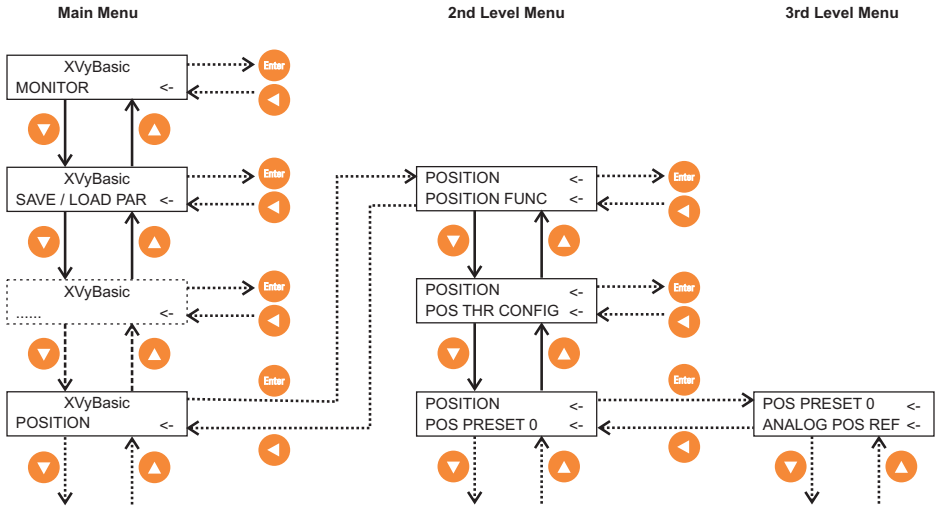 Main Menu
2nd Level Menu
3rd Level Menu
XVyBasic
MONITOR <-
Enter
XVyBasic
SAVE / LOAD PAR <-
Enter
POSITION <-
POSITION FUNC <-
Enter
XVyBasic
...... <-
Enter
POSITION <-
POS THR CONFIG <-
Enter
XVyBasic
POSITION <-
Enter
POSITION <-
POS PRESET 0 <-
Enter
POS PRESET 0 <-
ANALOG POS REF <-